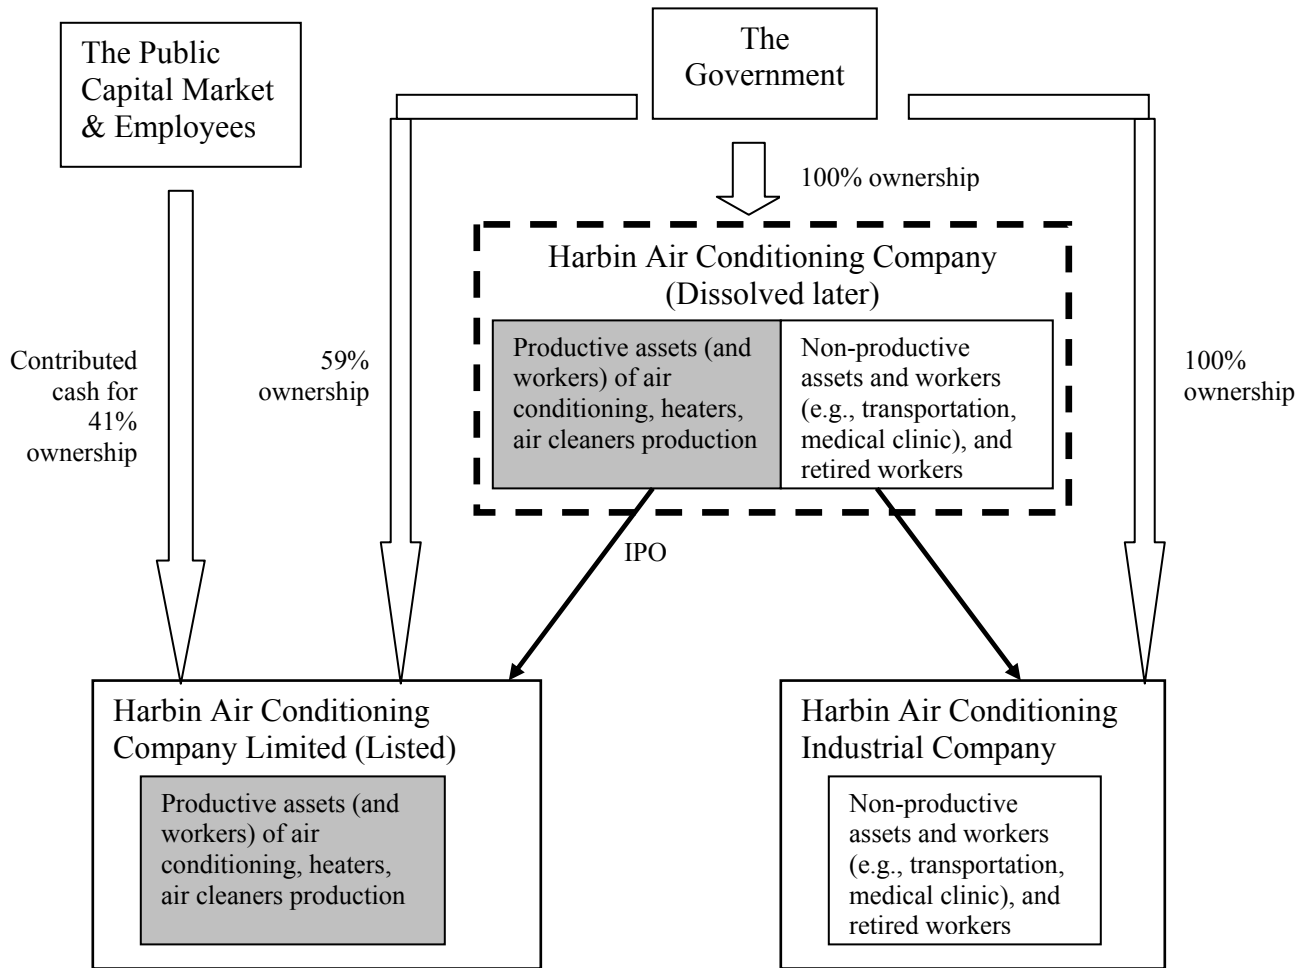 The Public
Capital Market
& Employees
The
Government
100% ownership
Harbin Air Conditioning Company
(Dissolved later)
Productive assets (and
workers) of air
conditioning, heaters,
air cleaners production
Non-productive
assets and workers
(e.g., transportation,
medical clinic), and
retired workers
Contributed
cash for
41%
ownership
59%
ownership
100%
ownership
IPO
Harbin Air Conditioning
Company Limited (Listed)
Productive assets (and
workers) of air
conditioning, heaters,
air cleaners production
Harbin Air Conditioning
Industrial Company
Non-productive
assets and workers
(e.g., transportation,
medical clinic), and
retired workers